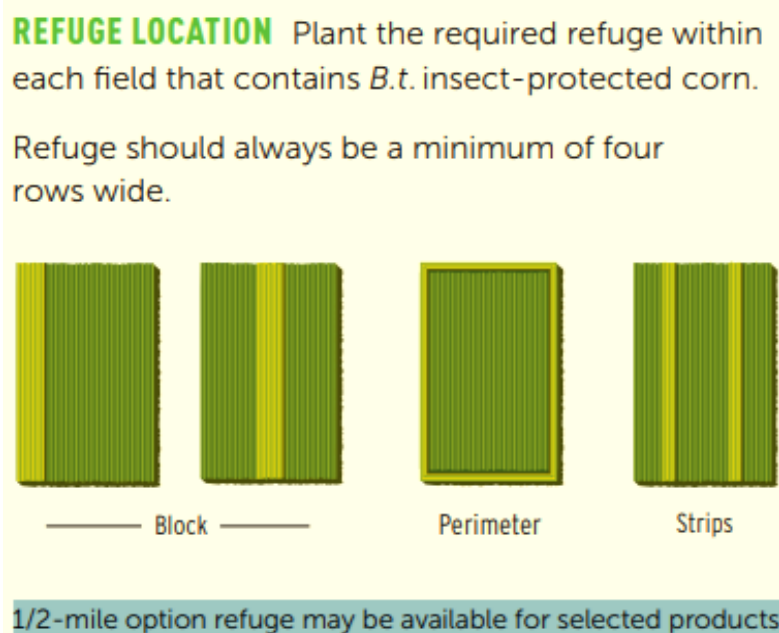 REFUGE LOCATION Plant the required refuge within
each field that contains B.t. insect-protected corn.
Refuge should always be a minimum of four
rows wide.
Block
Perimeter
Strips
1/2-mile option refuge may be available for selected products